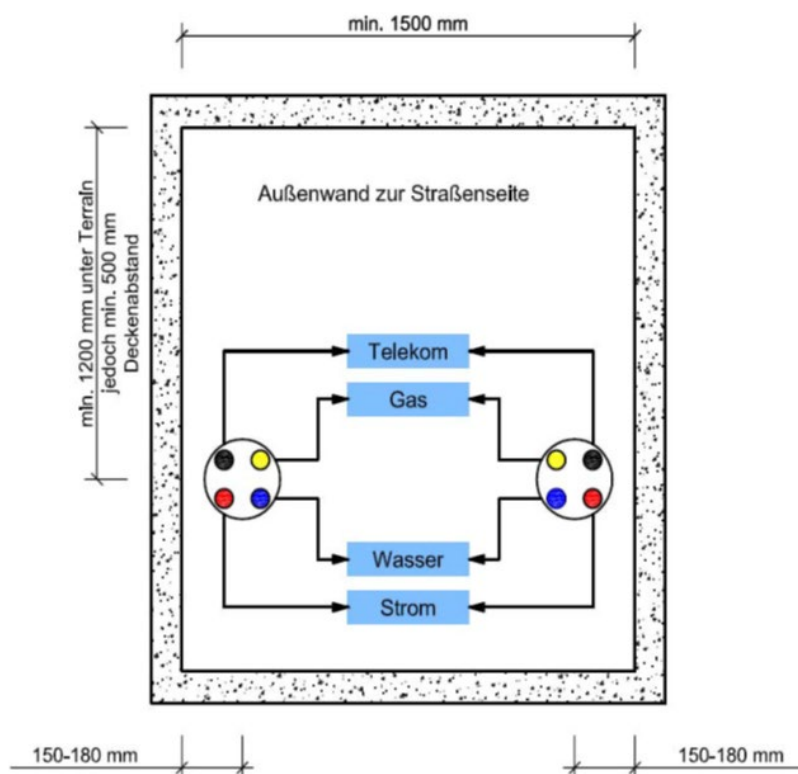 min. 1500 mm
Außenwand zur Straßenseite
min. 1200 mm unter Terrain
jedoch min. 500 mm
Deckenabstand
Telekom
Gas
Wasser
Strom
150-180 mm
150-180 mm